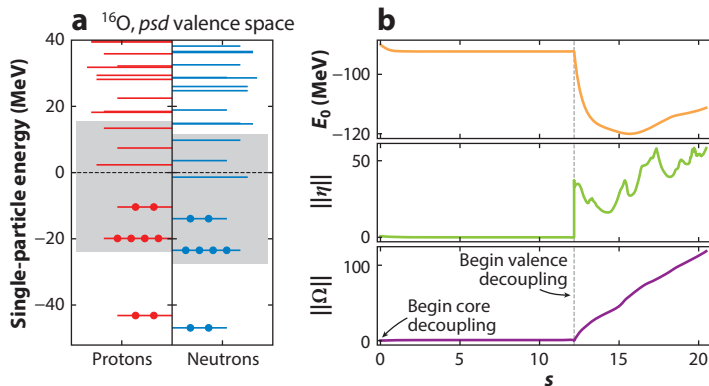 a ¹⁶O, psd valence space
Single-particle energy (MeV)
40
20
0
−20
−40
Protons
Neutrons
b
E₀ (MeV)
−100
−120
||η||
50
0
||Ω||
100
0
Begin valence
decoupling
Begin core
decoupling
0
5
10
15
20
s